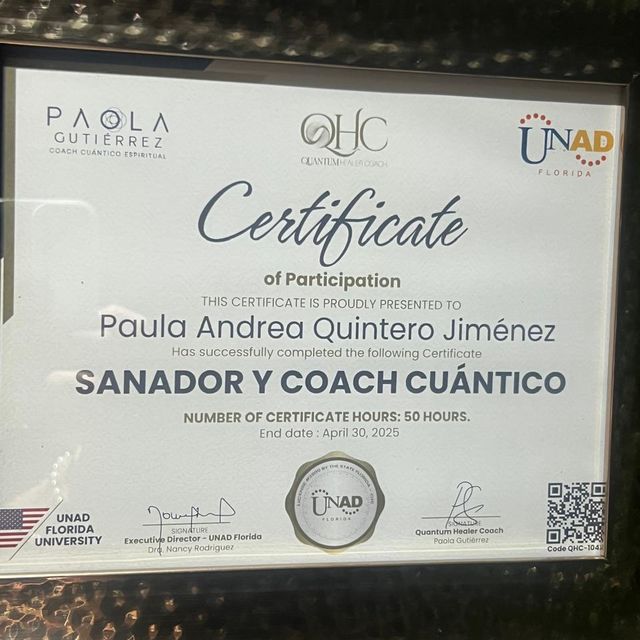 PAOLA
GUTIÉRREZ
COACH CUÁNTICO ESPIRITUAL
QHC
QUANTUM HEALER COACH
UNAD
FLORIDA
Certificate
of Participation
THIS CERTIFICATE IS PROUDLY PRESENTED TO
Paula Andrea Quintero Jiménez
Has successfully completed the following Certificate
SANADOR Y COACH CUÁNTICO
NUMBER OF CERTIFICATE HOURS: 50 HOURS.
End date : April 30, 2025
UNAD
FLORIDA
UNIVERSITY
SIGNATURE
Executive Director - UNAD Florida
Dra. Nancy Rodriguez
UNAD
FLORIDA
SIGNATURE
Quantum Healer Coach
Paola Gutiérrez
Code QHC-104